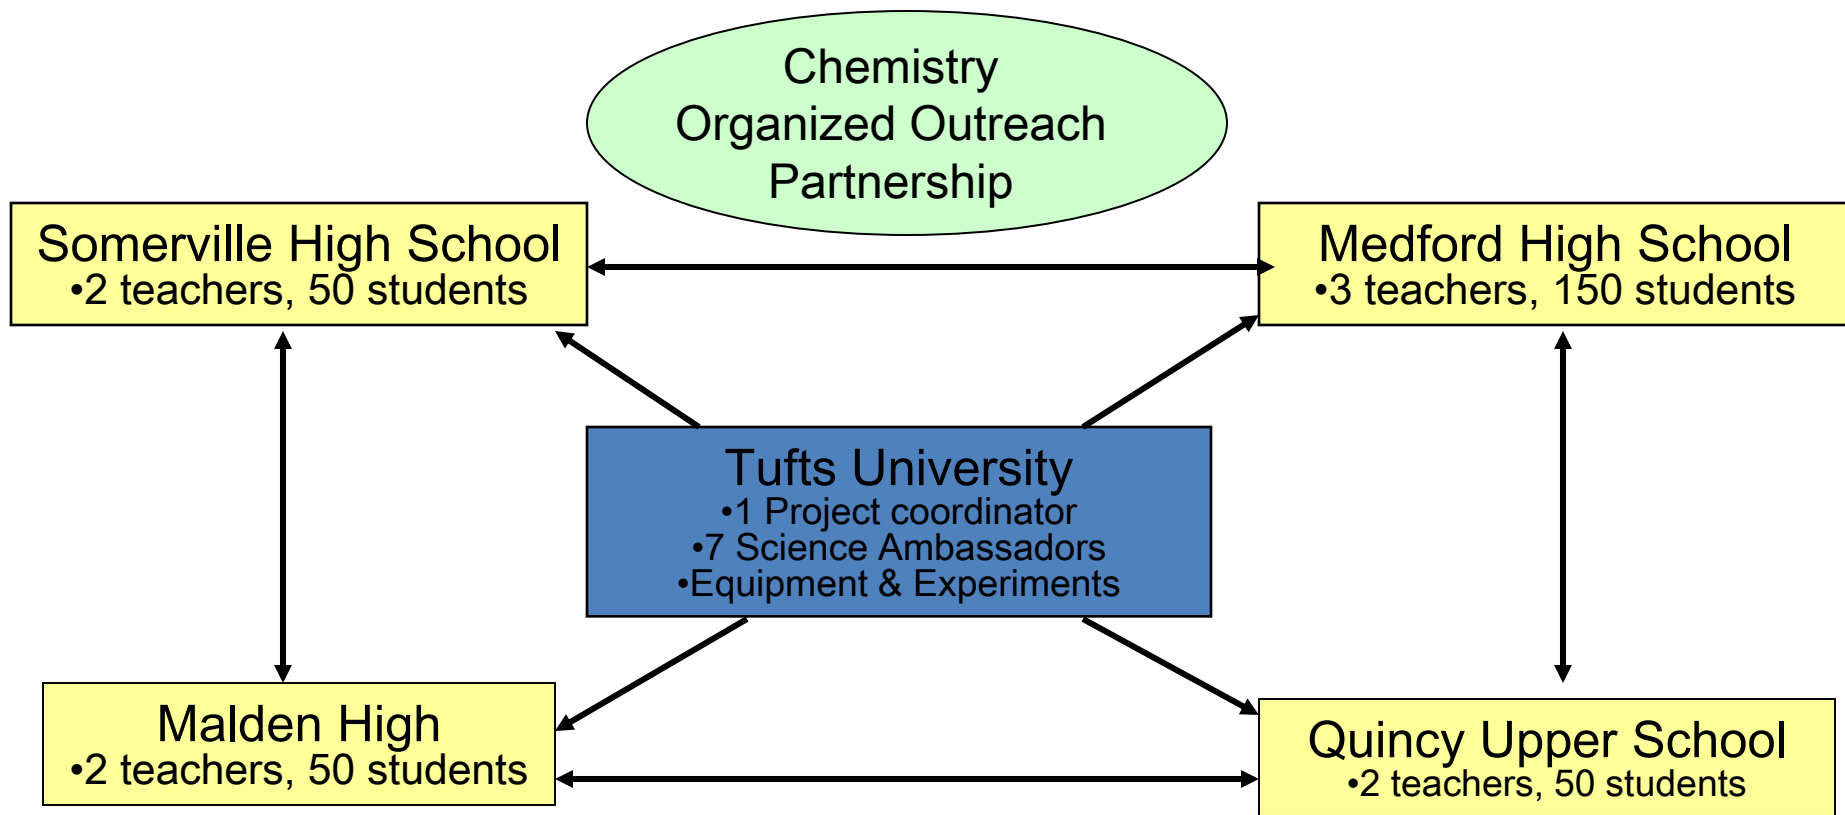 Chemistry
Organized Outreach
Partnership
Somerville High School
•2 teachers, 50 students
Medford High School
•3 teachers, 150 students
Tufts University
•1 Project coordinator
•7 Science Ambassadors
•Equipment & Experiments
Malden High
•2 teachers, 50 students
Quincy Upper School
•2 teachers, 50 students